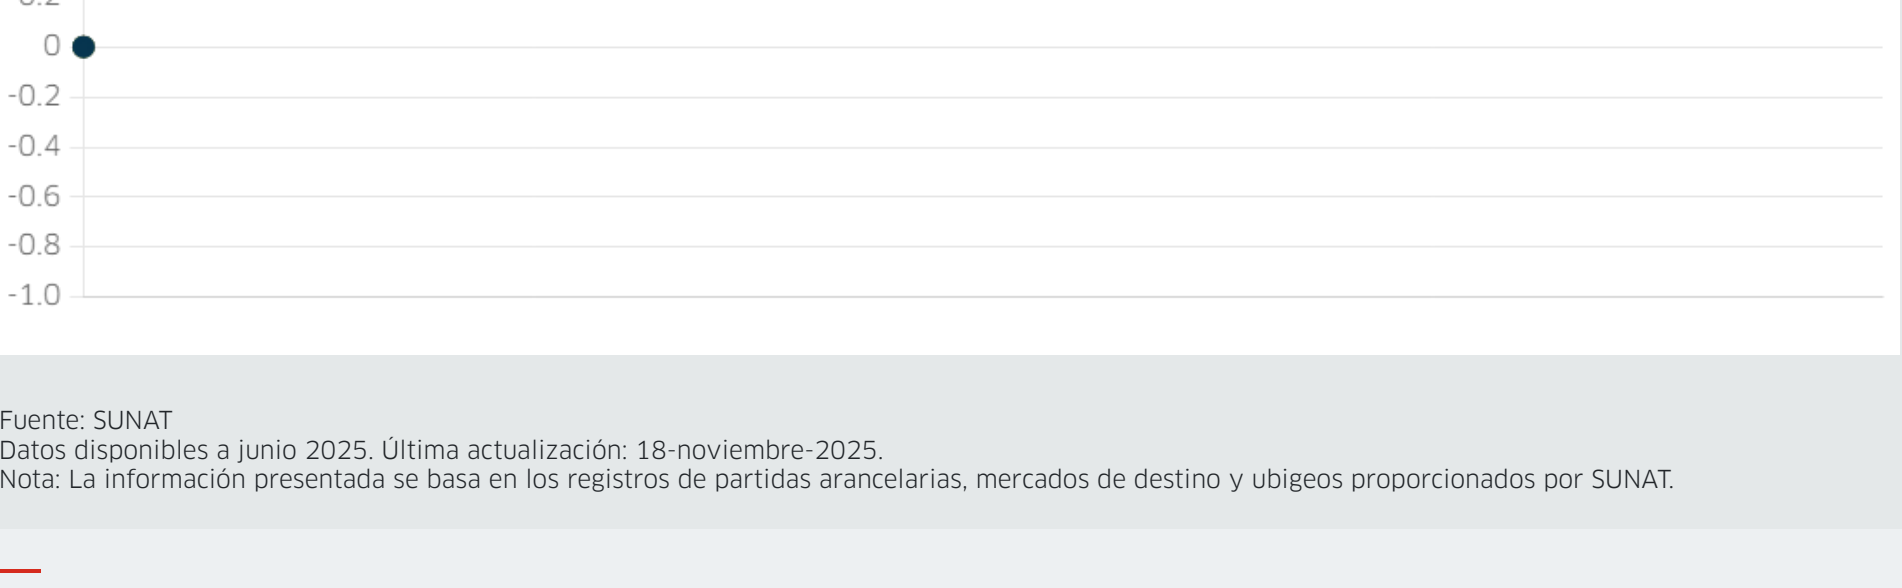 0.2
0
-0.2
-0.4
-0.6
-0.8
-1.0
Fuente: SUNAT
Datos disponibles a junio 2025. Última actualización: 18-noviembre-2025.
Nota: La información presentada se basa en los registros de partidas arancelarias, mercados de destino y ubigeos proporcionados por SUNAT.